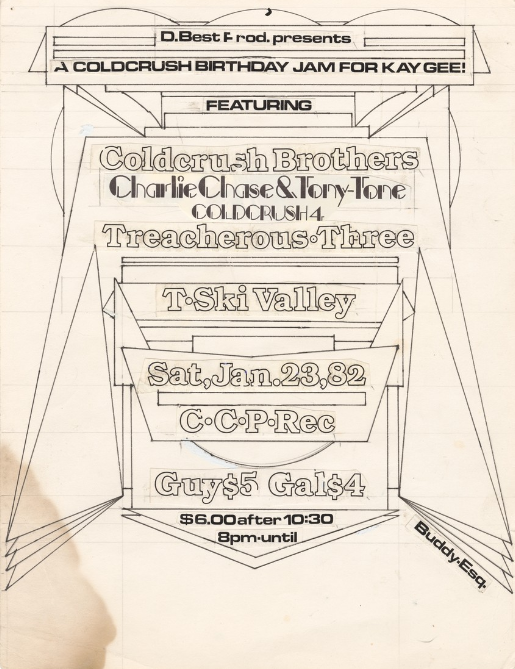 D.Best Prod. presents
A COLDCRUSH BIRTHDAY JAM FOR KAY GEE!
FEATURING
Coldcrush Brothers
Charlie Chase & Tony-Tone
COLDCRUSH 4
Treacherous•Three
T•Ski Valley
Sat,Jan.23,82
C•C•P•Rec
Guy$5 Gal$4
$6.00 after 10:30
8pm•until
Buddy•Esq.